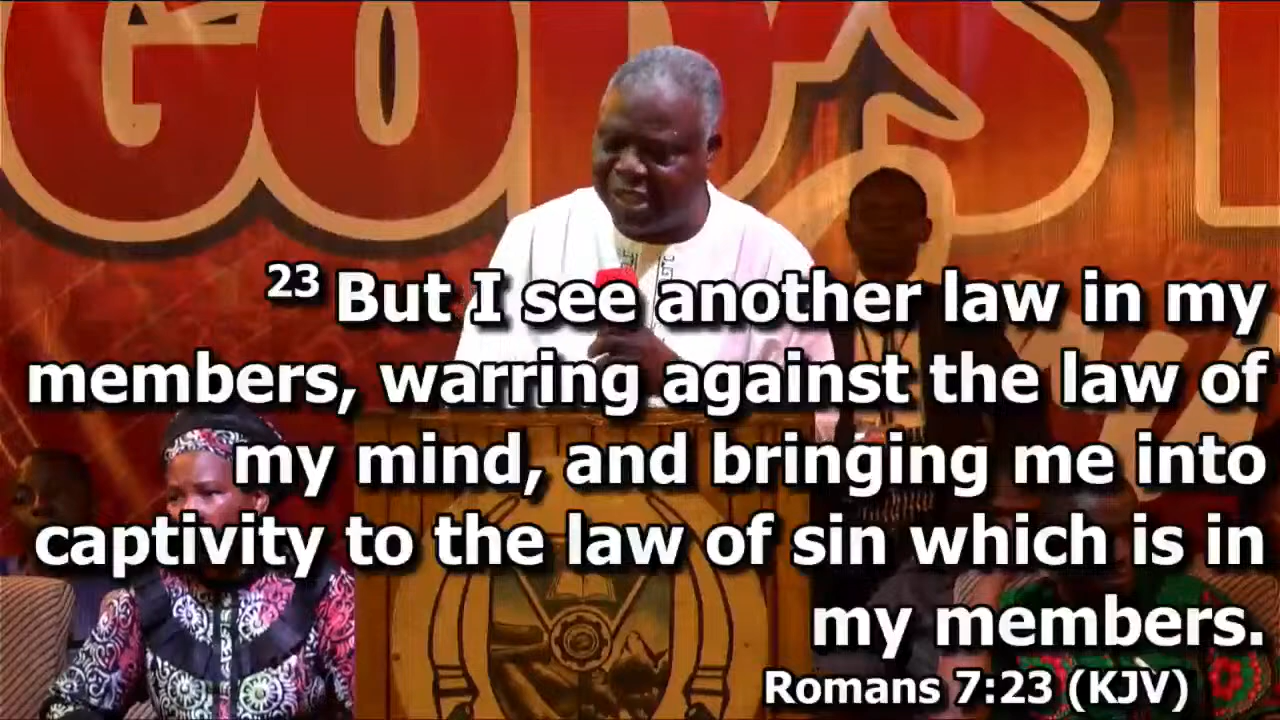 GOD'S
23 But I see another law in my
members, warring against the law of
my mind, and bringing me into
captivity to the law of sin which is in
my members.
Romans 7:23 (KJV)